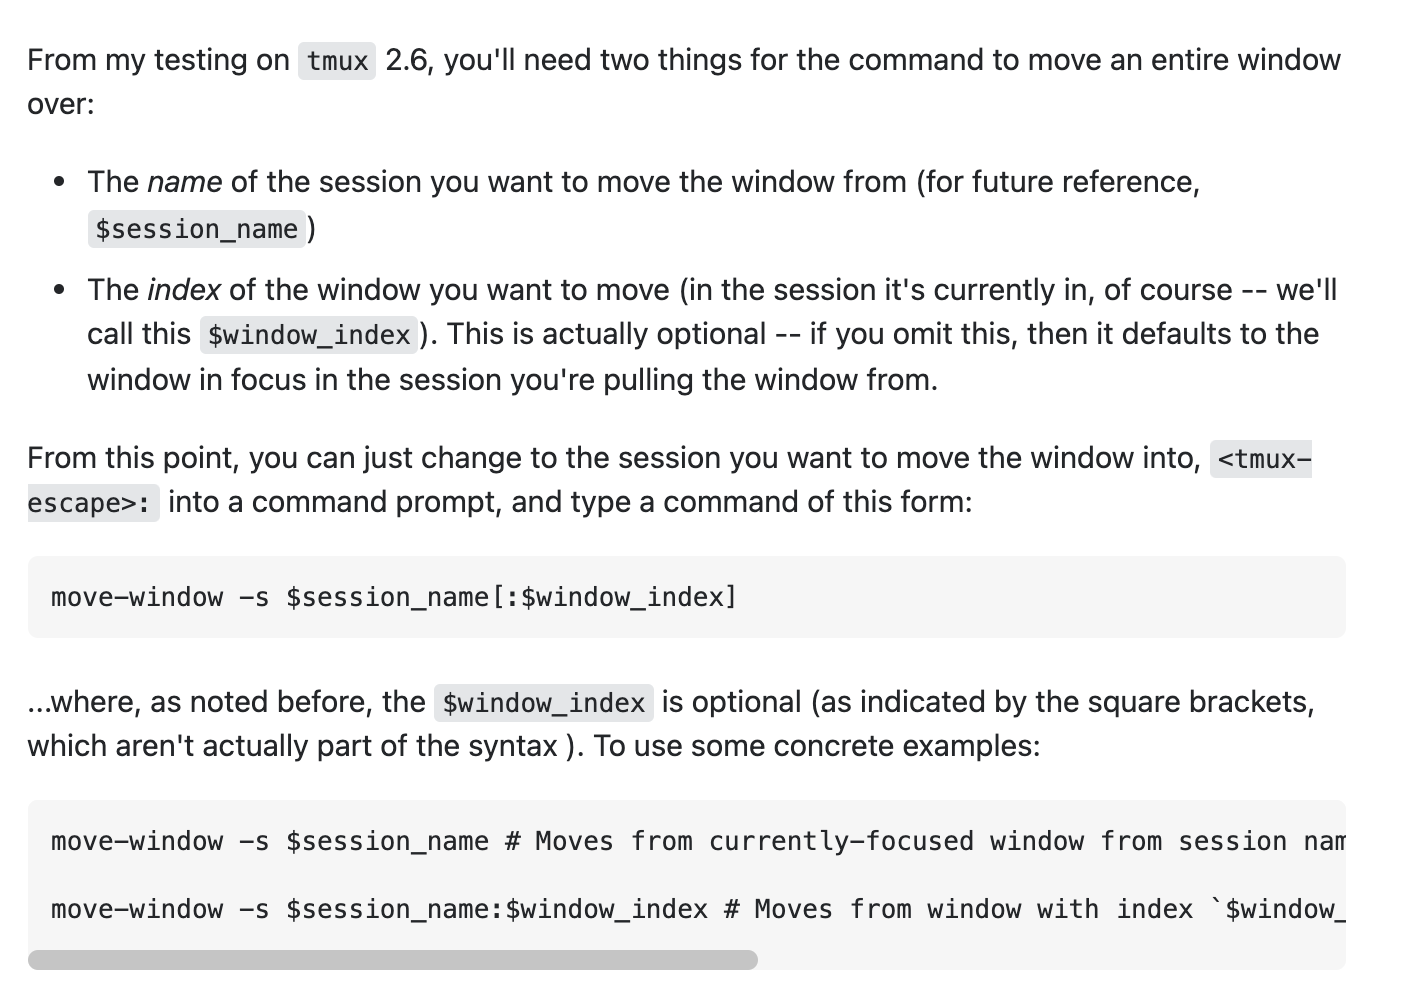 From my testing on tmux 2.6, you'll need two things for the command to move an entire window
over:
• The name of the session you want to move the window from (for future reference,
$session_name)
• The index of the window you want to move (in the session it's currently in, of course -- we'll
call this $window_index). This is actually optional -- if you omit this, then it defaults to the
window in focus in the session you're pulling the window from.
From this point, you can just change to the session you want to move the window into, <tmux-
escape>: into a command prompt, and type a command of this form:
move-window -s $session_name[:$window_index]
...where, as noted before, the $window_index is optional (as indicated by the square brackets,
which aren't actually part of the syntax ). To use some concrete examples:
move-window -s $session_name # Moves from currently-focused window from session nam
move-window -s $session_name:$window_index # Moves from window with index `$window_